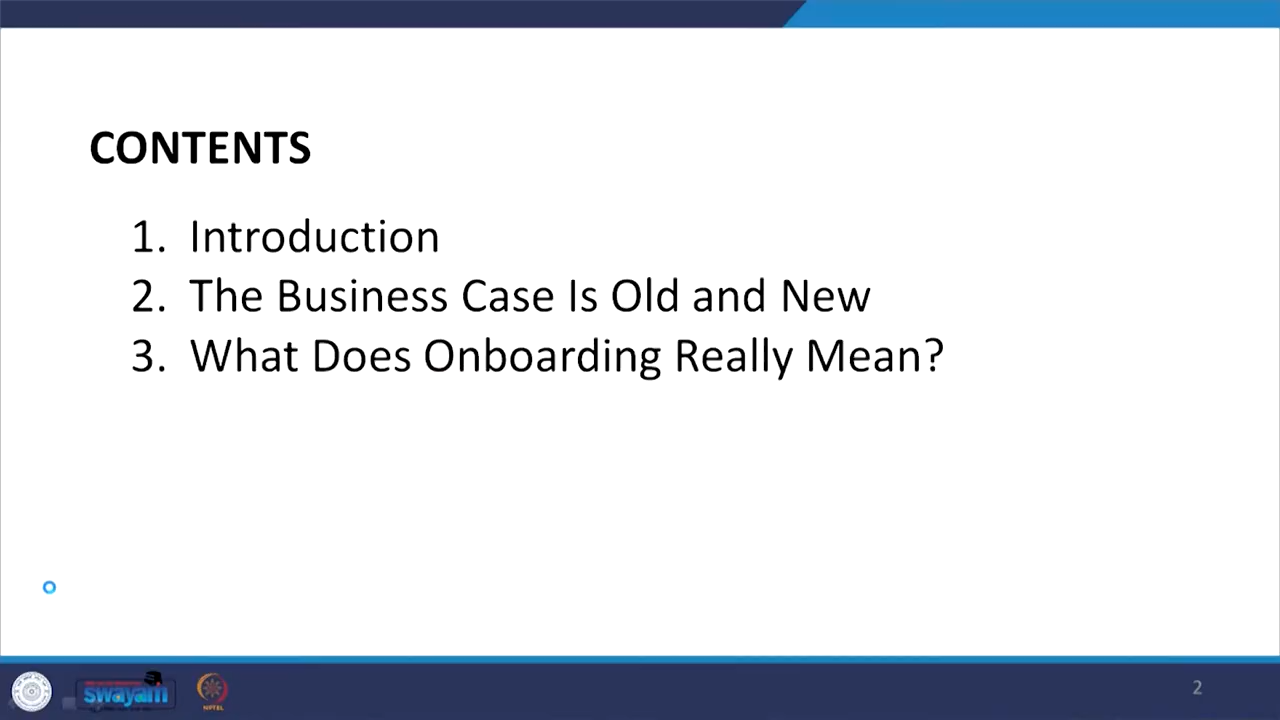 CONTENTS
1. Introduction
2. The Business Case Is Old and New
3. What Does Onboarding Really Mean?
swayam
NPTEL
2